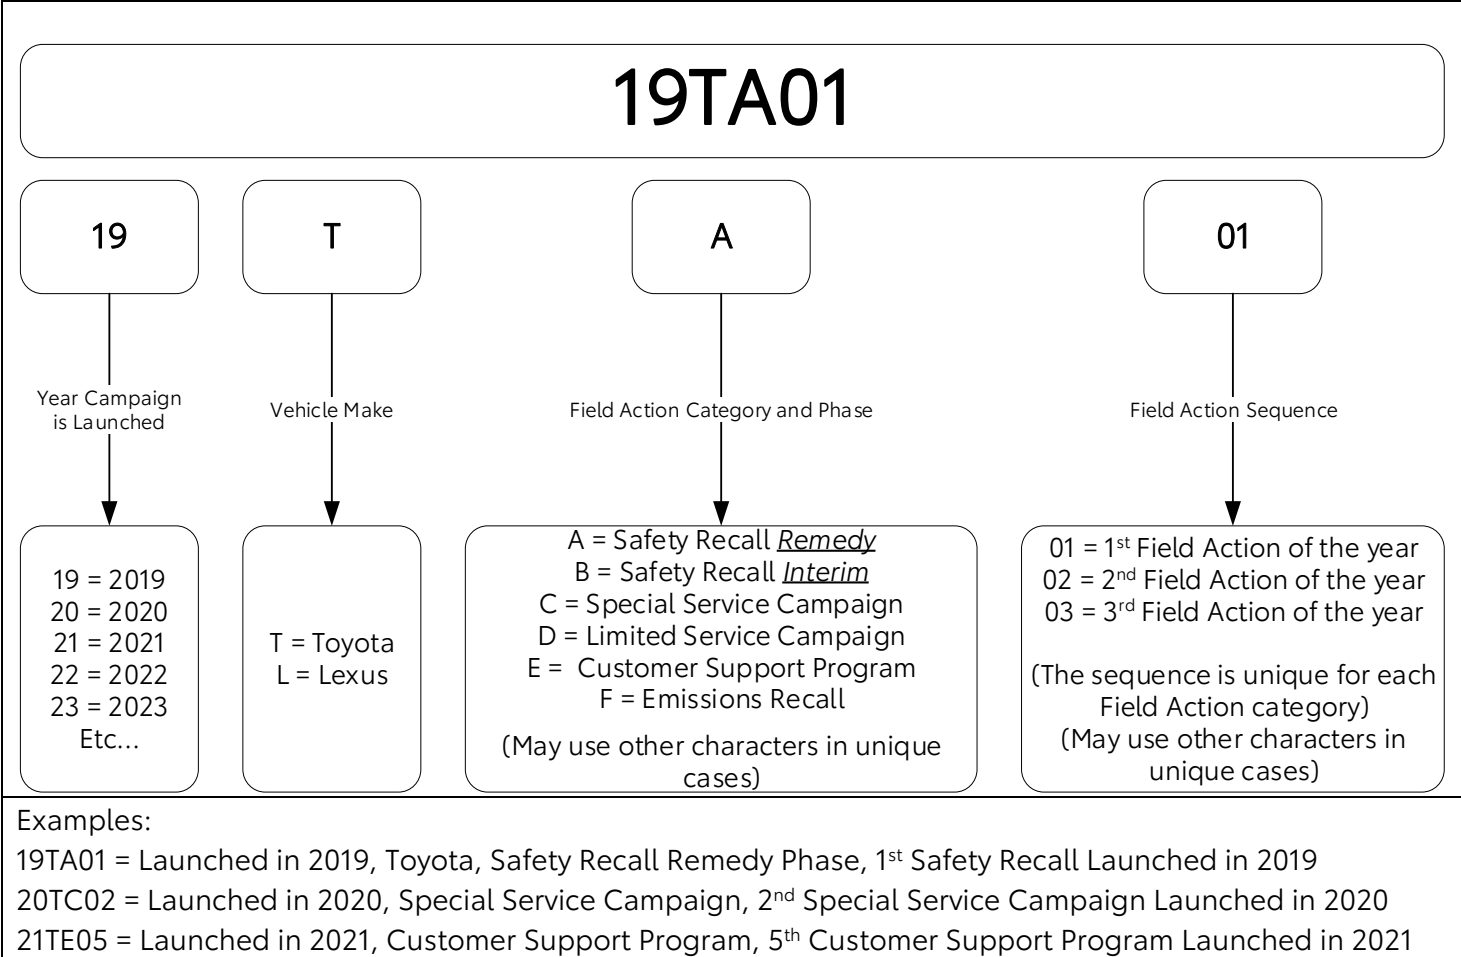 19TA01
19
T
A
01
Year Campaign
is Launched
Vehicle Make
Field Action Category and Phase
Field Action Sequence
19 = 2019
20 = 2020
21 = 2021
22 = 2022
23 = 2023
Etc...
T = Toyota
L = Lexus
A = Safety Recall Remedy
B = Safety Recall Interim
C = Special Service Campaign
D = Limited Service Campaign
E =  Customer Support Program
F = Emissions Recall
(May use other characters in unique
cases)
01 = 1st Field Action of the year
02 = 2nd Field Action of the year
03 = 3rd Field Action of the year
(The sequence is unique for each
Field Action category)
(May use other characters in
unique cases)
Examples:
19TA01 = Launched in 2019, Toyota, Safety Recall Remedy Phase, 1st Safety Recall Launched in 2019
20TC02 = Launched in 2020, Special Service Campaign, 2nd Special Service Campaign Launched in 2020
21TE05 = Launched in 2021, Customer Support Program, 5th Customer Support Program Launched in 2021